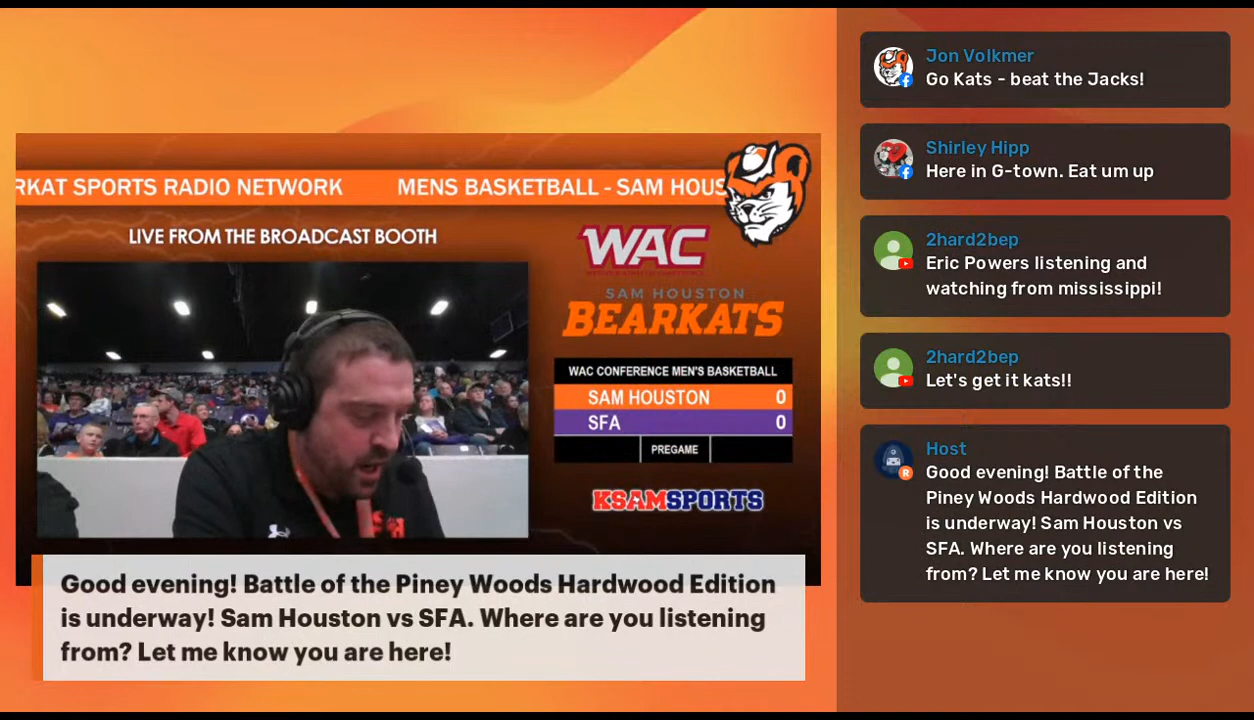 RKAT SPORTS RADIO NETWORK MENS BASKETBALL - SAM HOUS
LIVE FROM THE BROADCAST BOOTH
WAC
SAM HOUSTON
BEARKATS
WAC CONFERENCE MEN'S BASKETBALL
SAM HOUSTON 0
SFA 0
PREGAME
KSAMSPORTS
Good evening! Battle of the Piney Woods Hardwood Edition
is underway! Sam Houston vs SFA. Where are you listening
from? Let me know you are here!
Jon Volkmer
Go Kats - beat the Jacks!
Shirley Hipp
Here in G-town. Eat um up
2hard2bep
Eric Powers listening and
watching from mississippi!
2hard2bep
Let's get it kats!!
Host
Good evening! Battle of the
Piney Woods Hardwood Edition
is underway! Sam Houston vs
SFA. Where are you listening
from? Let me know you are here!